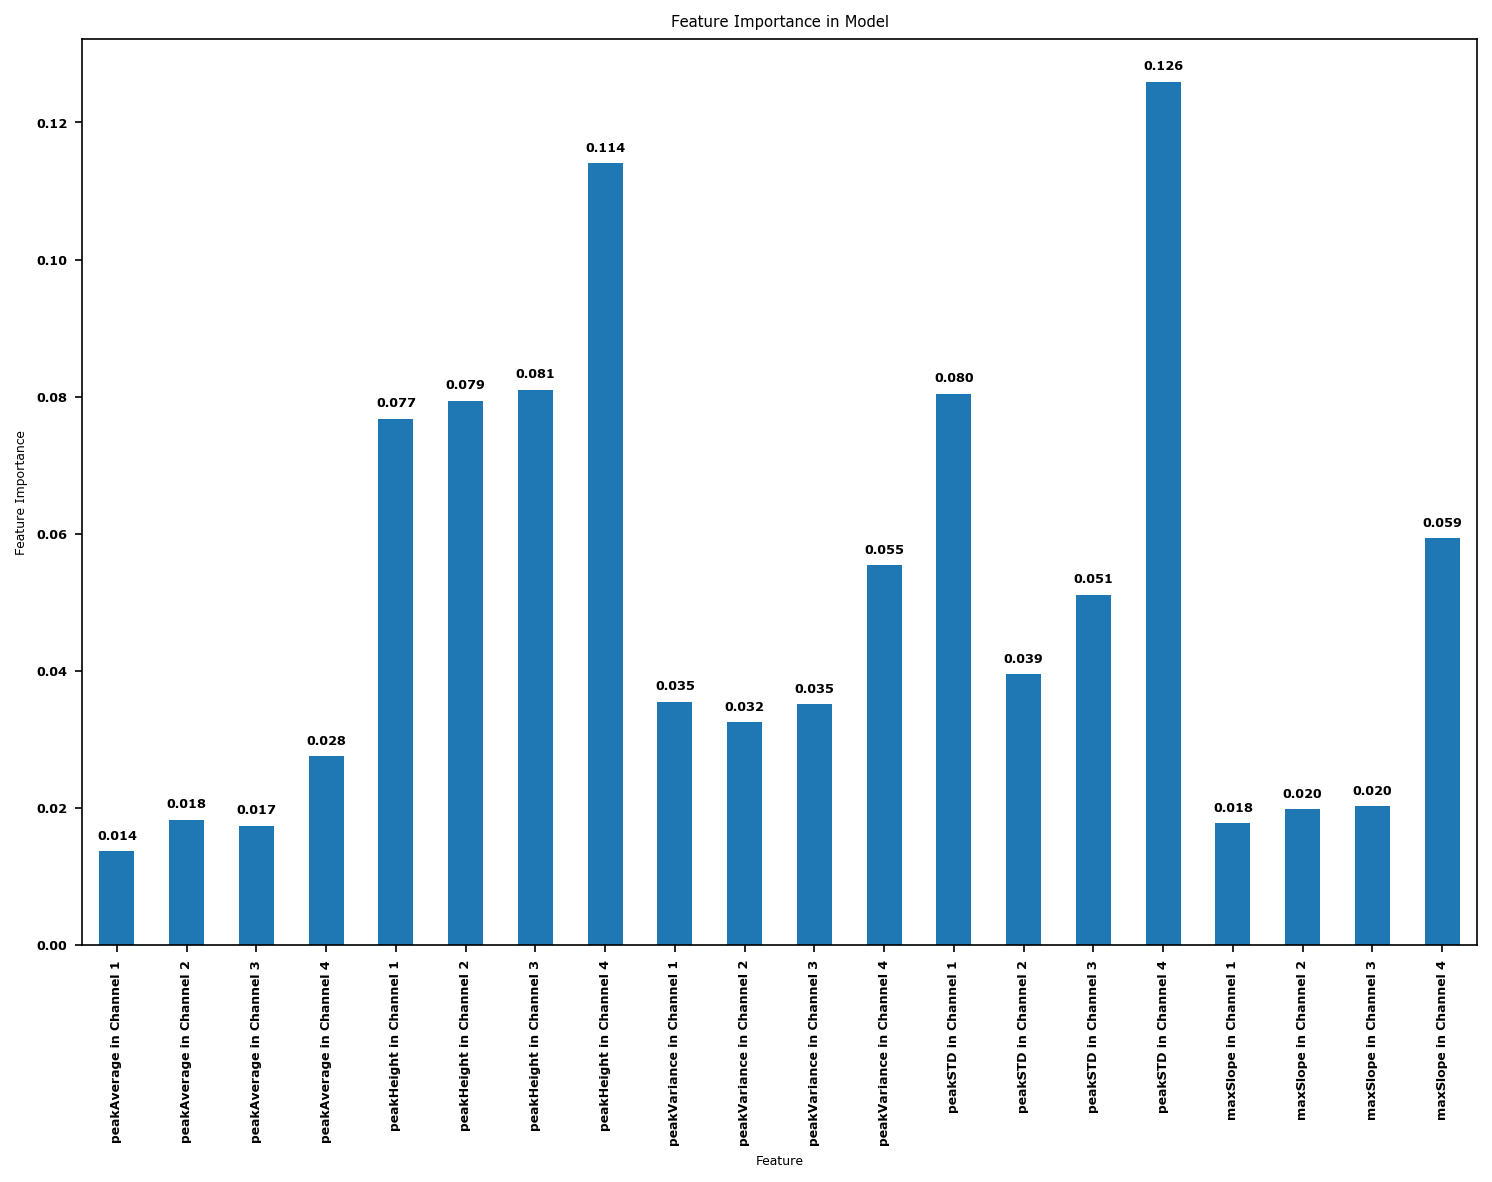 Feature Importance in Model
0.12
0.10
0.08
0.06
0.04
0.02
0.00
Feature Importance
0.014
0.018
0.017
0.028
0.077
0.079
0.081
0.114
0.035
0.032
0.035
0.055
0.080
0.039
0.051
0.126
0.018
0.020
0.020
0.059
peakAverage in Channel 1
peakAverage in Channel 2
peakAverage in Channel 3
peakAverage in Channel 4
peakHeight in Channel 1
peakHeight in Channel 2
peakHeight in Channel 3
peakHeight in Channel 4
peakVariance in Channel 1
peakVariance in Channel 2
peakVariance in Channel 3
peakVariance in Channel 4
peakSTD in Channel 1
peakSTD in Channel 2
peakSTD in Channel 3
peakSTD in Channel 4
maxSlope in Channel 1
maxSlope in Channel 2
maxSlope in Channel 3
maxSlope in Channel 4
Feature